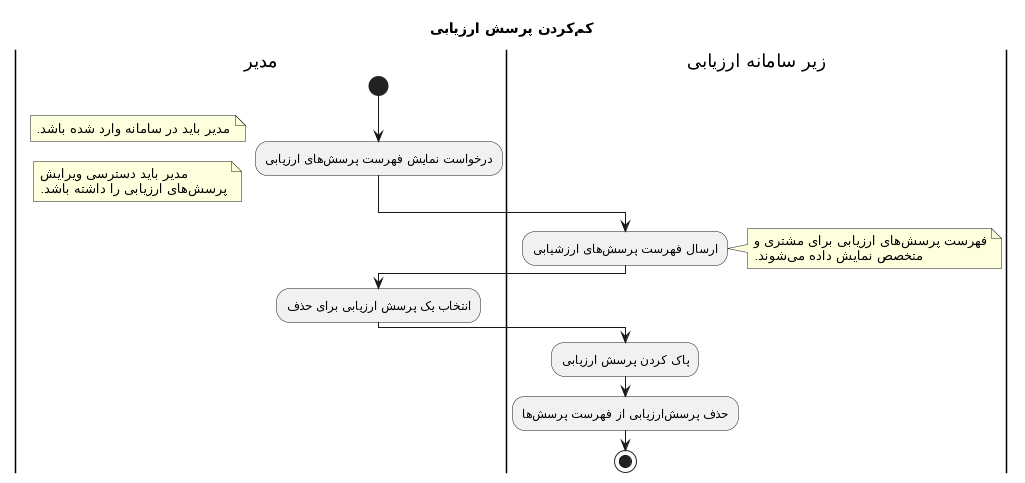 کم‌کردن پرسش ارزیابی
مدیر
زیر سامانه ارزیابی
مدیر باید در سامانه وارد شده باشد.
درخواست نمایش فهرست پرسش‌های ارزیابی
مدیر باید دسترسی ویرایش
پرسش‌های ارزیابی را داشته باشد.
ارسال فهرست پرسش‌های ارزشیابی
فهرست پرسش‌های ارزیابی برای مشتری و
متخصص نمایش داده می‌شوند.
انتخاب یک پرسش ارزیابی برای حذف
پاک کردن پرسش ارزیابی
حذف پرسش‌ارزیابی از فهرست پرسش‌ها